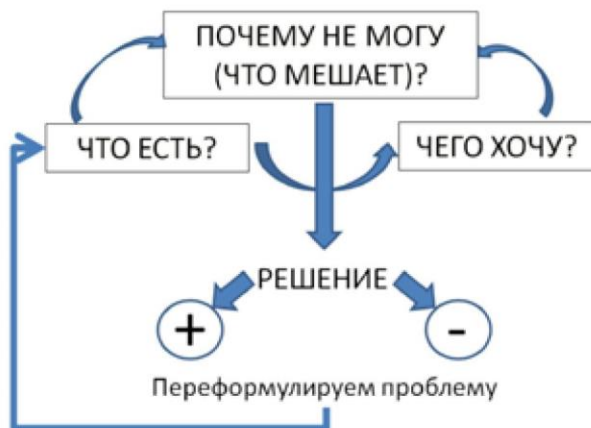 ПОЧЕМУ НЕ МОГУ
(ЧТО МЕШАЕТ)?
ЧТО ЕСТЬ?
ЧЕГО ХОЧУ?
РЕШЕНИЕ
+
-
Переформулируем проблему